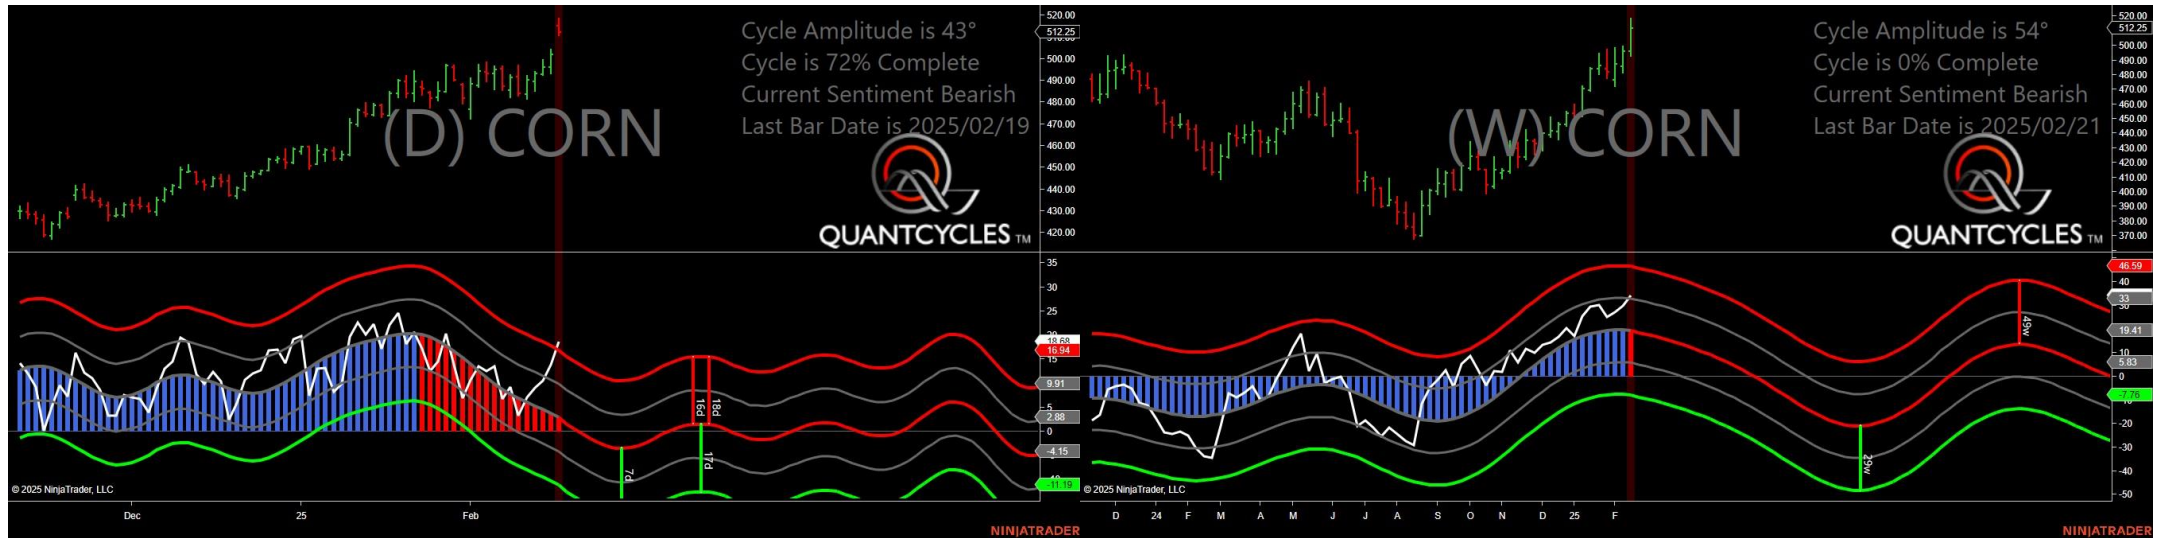 Cycle Amplitude is 43°
Cycle is 72% Complete
Current Sentiment Bearish
Last Bar Date is 2025/02/19
(D) CORN
QUANTCYCLES TM
520.00
512.25
500.00
490.00
480.00
470.00
460.00
450.00
440.00
430.00
420.00
35
30
25
18.68
16.94
15
9.91
5
2.88
0
-4.15
-11.19
16d
18d
17d
7d
© 2025 NinjaTrader, LLC
Dec
25
Feb
NINJATRADER
Cycle Amplitude is 54°
Cycle is 0% Complete
Current Sentiment Bearish
Last Bar Date is 2025/02/21
(W) CORN
QUANTCYCLES TM
520.00
512.25
500.00
490.00
480.00
470.00
460.00
450.00
440.00
430.00
420.00
410.00
400.00
390.00
380.00
370.00
46.59
40
33
19.41
10
5.83
0
-7.76
-20
-30
-40
-50
49w
29w
© 2025 NinjaTrader, LLC
D
24
F
M
A
M
J
J
A
S
O
N
D
25
F
NINJATRADER